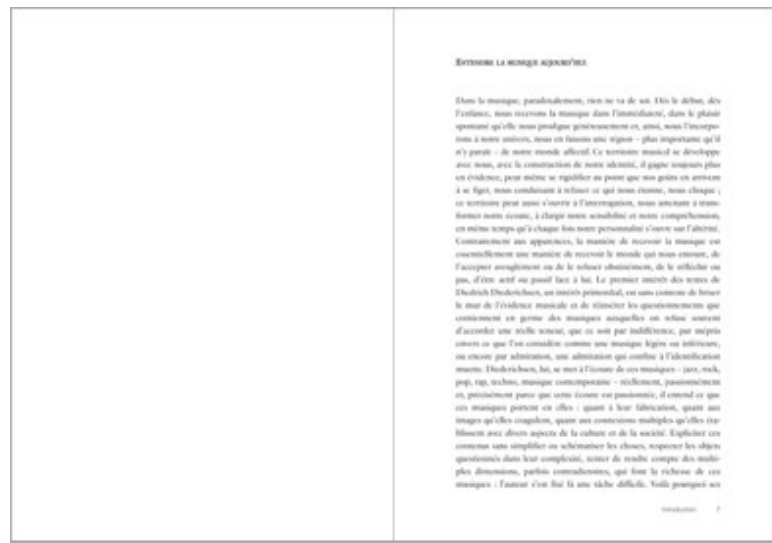 ENTENDRE LA MUSIQUE AUJOURD'HUI
Dans la musique, paradoxalement, rien ne va de soi. Dès le début, dès
l'enfance, nous recevons la musique dans l'immédiateté, dans le plaisir
spontané qu'elle nous prodigue généreusement et, ainsi, nous l'incorpo-
rons à notre univers, nous en faisons une région – plus importante qu'il
n'y paraît – de notre monde affectif. Ce territoire musical se développe
avec nous, avec la construction de notre identité, il gagne toujours plus
en évidence, peut même se rigidifier au point que nos goûts en arrivent
à se figer, nous conduisant à refuser ce qui nous étonne, nous choque ;
ce territoire peut aussi s'ouvrir à l'interrogation, nous amenant à trans-
former notre écoute, à élargir notre sensibilité et notre compréhension,
en même temps qu'à chaque fois notre personnalité s'ouvre sur l'altérité.
Contrairement aux apparences, la manière de recevoir la musique est
essentiellement une manière de recevoir le monde qui nous entoure, de
l'accepter aveuglément ou de le refuser obstinément, de le réfléchir ou
pas, d'être actif ou passif face à lui. Le premier intérêt des textes de
Diedrich Diederichsen, un intérêt primordial, est sans conteste de briser
le mur de l'évidence musicale et de réinsérer les questionnements que
contiennent en germe des musiques auxquelles on refuse souvent
d'accorder une réelle teneur, que ce soit par indifférence, par mépris
envers ce que l'on considère comme une musique légère ou inférieure,
ou encore par admiration, une admiration qui confine à l'identification
muette. Diederichsen, lui, se met à l'écoute de ces musiques – jazz, rock,
pop, rap, techno, musique contemporaine – réellement, passionnément
et, précisément parce que cette écoute est passionnée, il entend ce que
ces musiques portent en elles : quant à leur fabrication, quant aux
images qu'elles coagulent, quant aux connexions multiples qu'elles éta-
blissent avec divers aspects de la culture et de la société. Expliciter ces
contenus sans simplifier ou schématiser les choses, respecter les objets
questionnés dans leur complexité, tenter de rendre compte des multi-
ples dimensions, parfois contradictoires, qui font la richesse de ces
musiques : l'auteur s'est fixé là une tâche difficile. Voilà pourquoi ses
Introduction 7